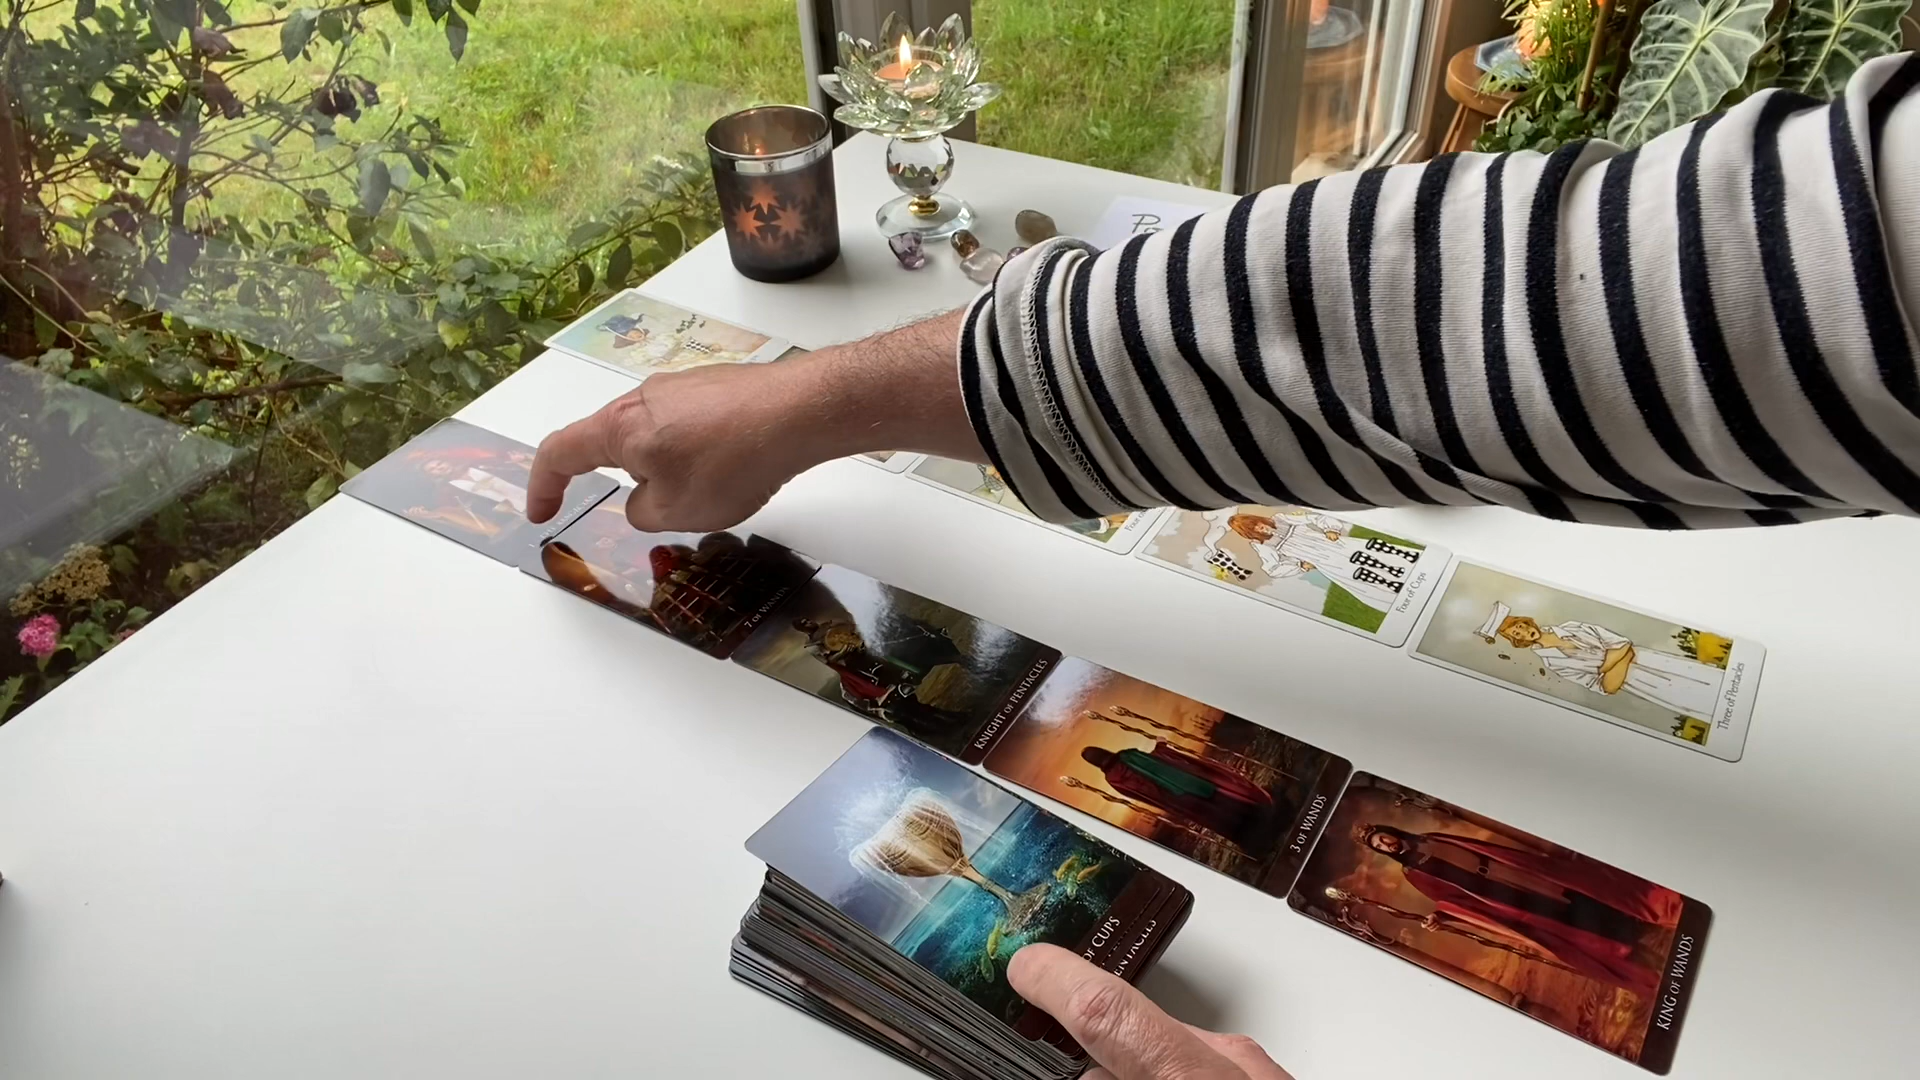 7 OF WANDS
KNIGHT OF PENTACLES
3 OF WANDS
KING OF WANDS
OF CUPS
Four of Cups
Three of Pentacles